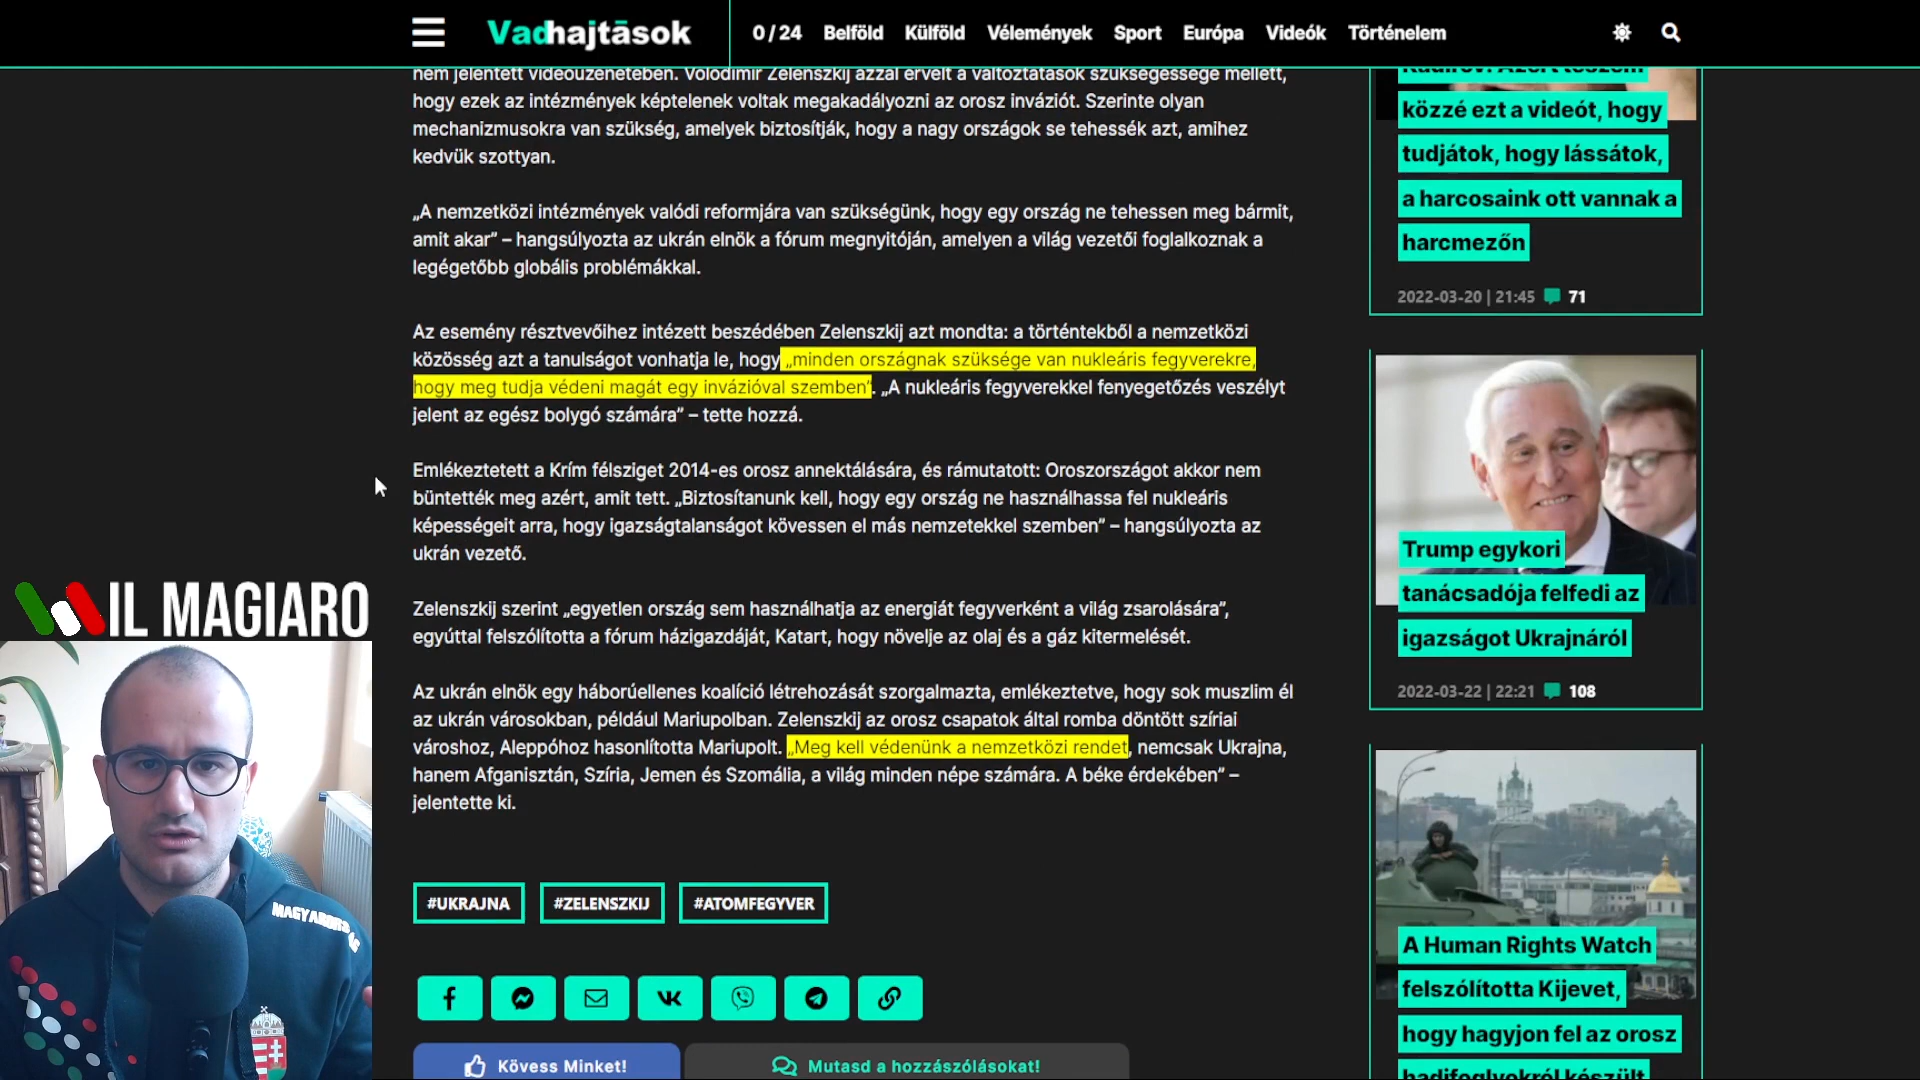 Vadhajtások
0 / 24 Belföld Külföld Vélemények Sport Európa Videók Történelem
nem jelentett videóüzenetében. Volodimir Zelenszkij azzal érvelt a változtatások szükségessége mellett,
hogy ezek az intézmények képtelenek voltak megakadályozni az orosz inváziót. Szerinte olyan
mechanizmusokra van szükség, amelyek biztosítják, hogy a nagy országok se tehessék azt, amihez
kedvük szottyan.
„A nemzetközi intézmények valódi reformjára van szükségünk, hogy egy ország ne tehessen meg bármit,
amit akar” – hangsúlyozta az ukrán elnök a fórum megnyitóján, amelyen a világ vezetői foglalkoznak a
legégetőbb globális problémákkal.
Az esemény résztvevőihez intézett beszédében Zelenszkij azt mondta: a történtekből a nemzetközi
közösség azt a tanulságot vonhatja le, hogy „minden országnak szüksége van nukleáris fegyverekre,
hogy meg tudja védeni magát egy invázióval szemben”. „A nukleáris fegyverekkel fenyegetőzés veszélyt
jelent az egész bolygó számára” – tette hozzá.
Emlékeztetett a Krím félsziget 2014-es orosz annektálására, és rámutatott: Oroszországot akkor nem
büntették meg azért, amit tett. „Biztosítanunk kell, hogy egy ország ne használhassa fel nukleáris
képességeit arra, hogy igazságtalanságot kövessen el más nemzetekkel szemben” – hangsúlyozta az
ukrán vezető.
Zelenszkij szerint „egyetlen ország sem használhatja az energiát fegyverként a világ zsarolására”,
egyúttal felszólította a fórum házigazdáját, Katart, hogy növelje az olaj és a gáz kitermelését.
Az ukrán elnök egy háborúellenes koalíció létrehozását szorgalmazta, emlékeztetve, hogy sok muszlim él
az ukrán városokban, például Mariupolban. Zelenszkij az orosz csapatok által romba döntött szíriai
városhoz, Aleppóhoz hasonlította Mariupolt. „Meg kell védenünk a nemzetközi rendet, nemcsak Ukrajna,
hanem Afganisztán, Szíria, Jemen és Szomália, a világ minden népe számára. A béke érdekében” –
jelentette ki.
#UKRAJNA #ZELENSZKIJ #ATOMFEGYVER
Kövess Minket! Mutasd a hozzászólásokat!
Kadirov: Azért teszem
közzé ezt a videót, hogy
tudjátok, hogy lássátok,
a harcosaink ott vannak a
harcmezőn
2022-03-20 | 21:45 71
Trump egykori
tanácsadója felfedi az
igazságot Ukrajnáról
2022-03-22 | 22:21 108
A Human Rights Watch
felszólította Kijevet,
hogy hagyjon fel az orosz
hadifoglyokról készült
IL MAGIARO